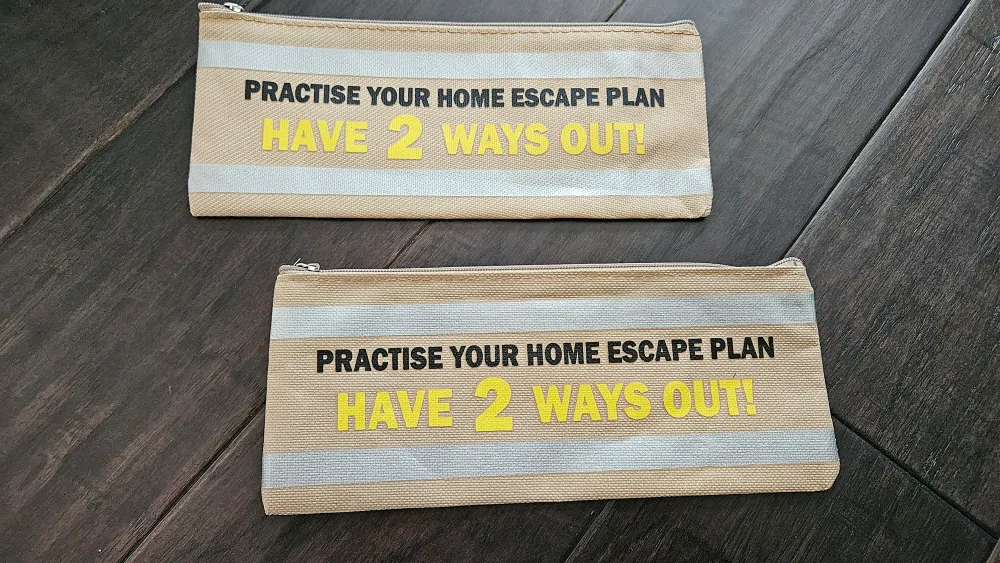 PRACTISE YOUR HOME ESCAPE PLAN
HAVE 2 WAYS OUT!
PRACTISE YOUR HOME ESCAPE PLAN
HAVE 2 WAYS OUT!